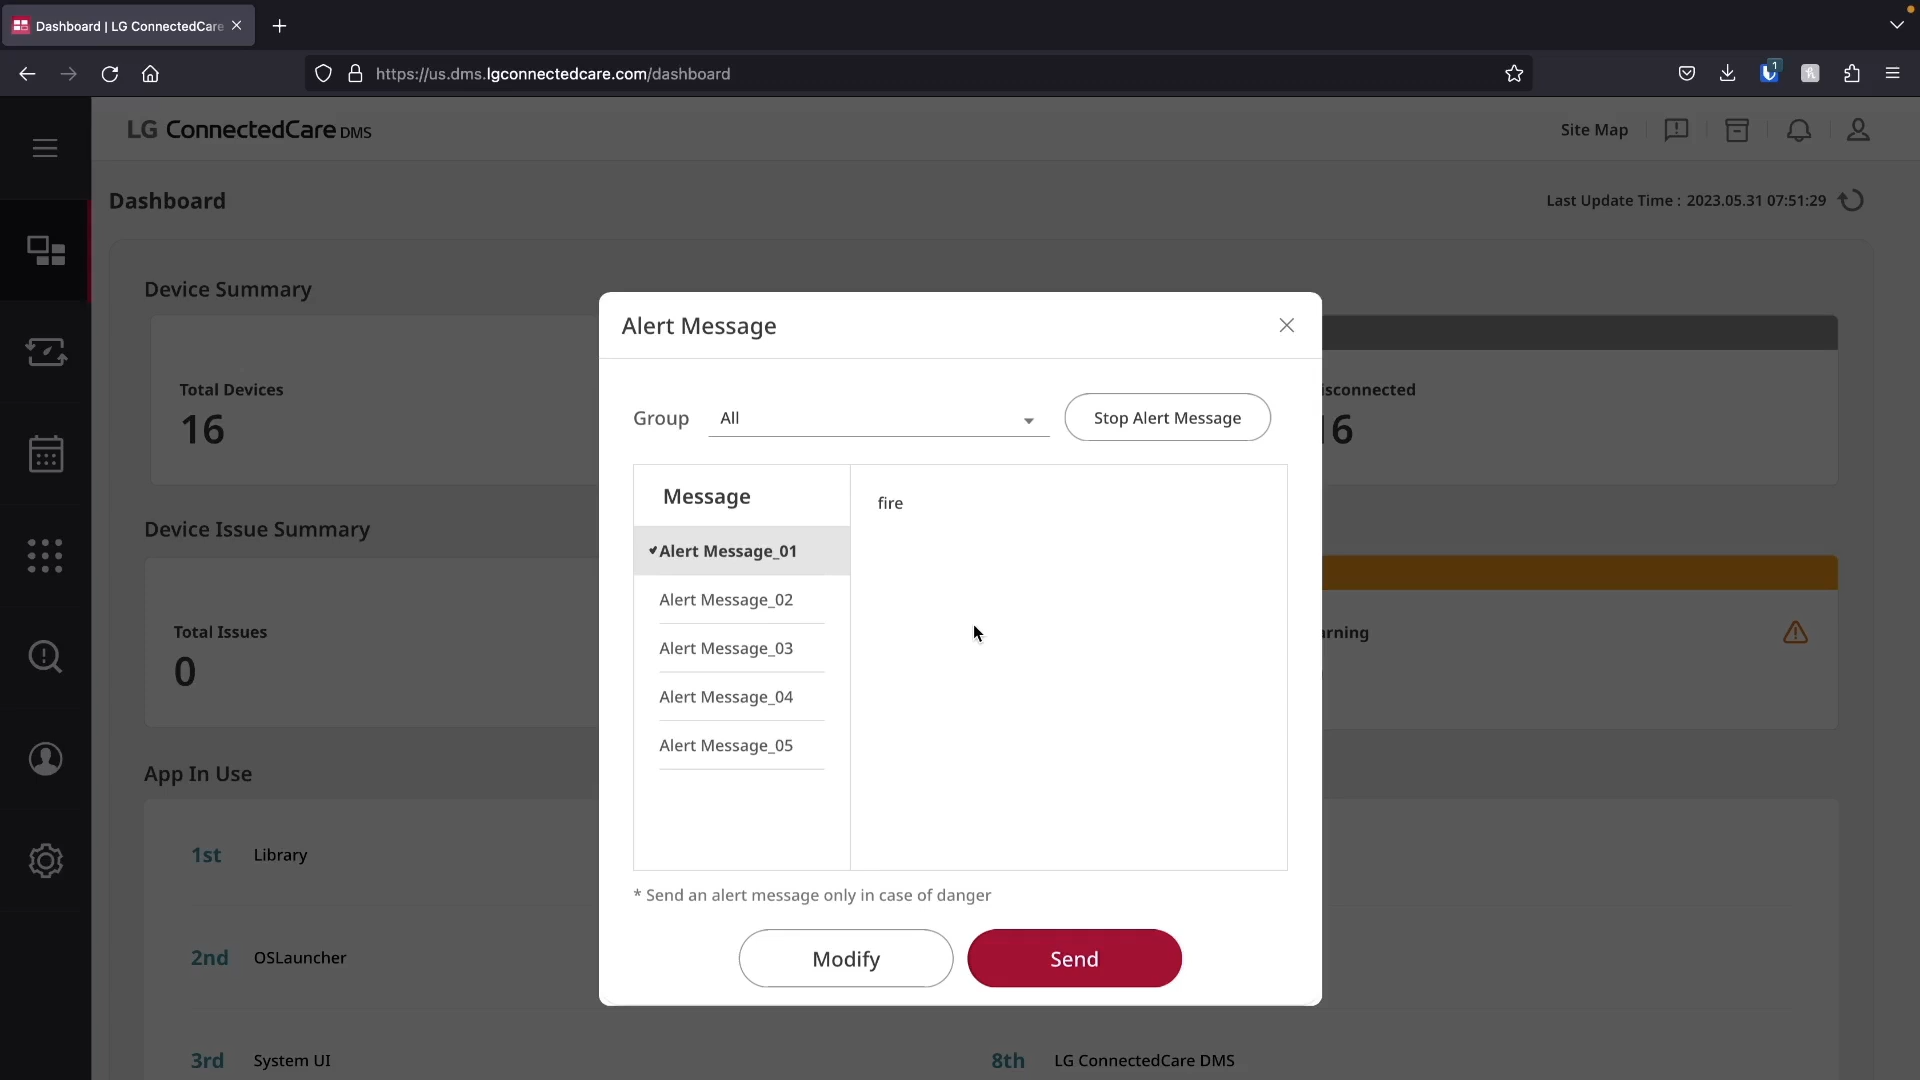 Dashboard | LG ConnectedCare
https://us.dms.lgconnectedcare.com/dashboard
1
LG ConnectedCare DMS
Site Map
Dashboard
Last Update Time : 2023.05.31 07:51:29
Device Summary
Total Devices
16
isconnected
16
Device Issue Summary
Total Issues
0
arning
App In Use
1st Library
2nd OSLauncher
3rd System UI
8th LG ConnectedCare DMS
Alert Message
Group All
Stop Alert Message
Message
Alert Message_01
Alert Message_02
Alert Message_03
Alert Message_04
Alert Message_05
fire
* Send an alert message only in case of danger
Modify
Send